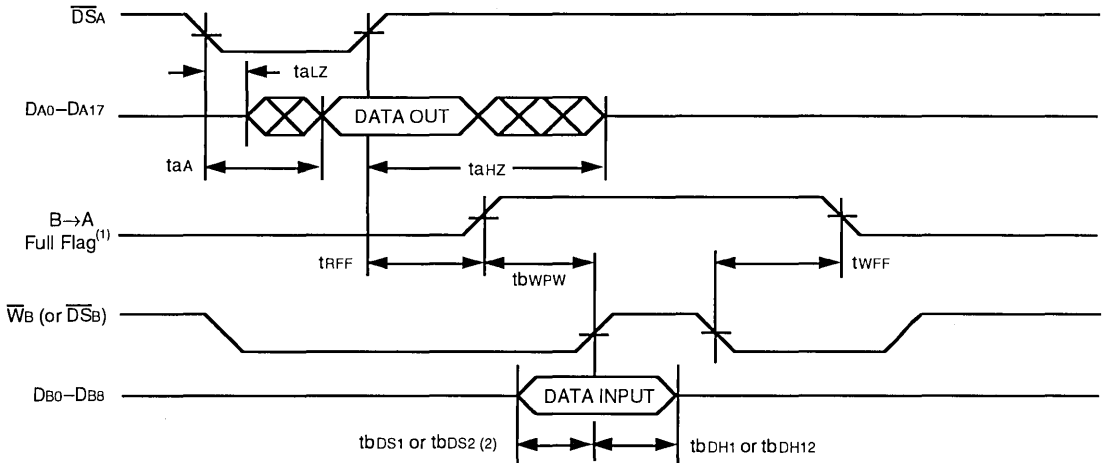 DSA
taLZ
DA0–DA17
DATA OUT
taA
taHZ
B→A
Full Flag(1)
tRFF
tbWPW
tWFF
WB (or DSB)
DB0–DB8
DATA INPUT
tbDS1 or tbDS2 (2)
tbDH1 or tbDH12